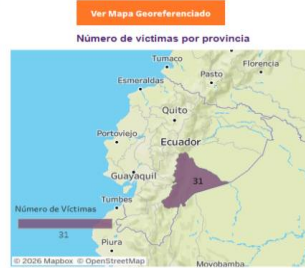 Ver Mapa Georeferenciado
Número de víctimas por provincia
Tumaco
Florencia
Pasto
Esmeraldas
Quito
Portoviejo
Ecuador
31
Guayaquil
Número de Víctimas
Tumbes
31
Piura
© 2026 Mapbox © OpenStreetMap
Moyobamba